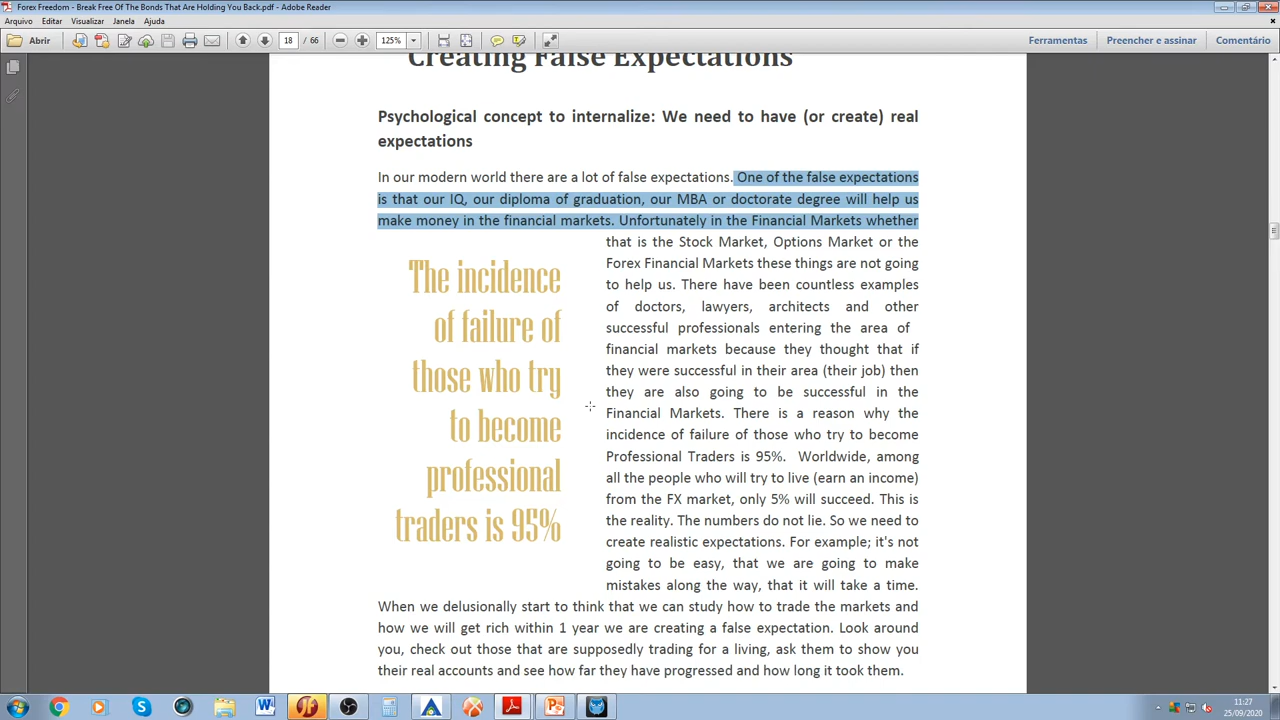 Forex Freedom - Break Free Of The Bonds That Are Holding You Back.pdf - Adobe Reader
Arquivo Editar Visualizar Janela Ajuda
Abrir 18 / 66 125% Ferramentas Preencher e assinar Comentário
Creating False Expectations
Psychological concept to internalize: We need to have (or create) real
expectations
In our modern world there are a lot of false expectations. One of the false expectations
is that our IQ, our diploma of graduation, our MBA or doctorate degree will help us
make money in the financial markets. Unfortunately in the Financial Markets whether
that is the Stock Market, Options Market or the
Forex Financial Markets these things are not going
to help us. There have been countless examples
of doctors, lawyers, architects and other
successful professionals entering the area of
financial markets because they thought that if
they were successful in their area (their job) then
they are also going to be successful in the
Financial Markets. There is a reason why the
incidence of failure of those who try to become
Professional Traders is 95%. Worldwide, among
all the people who will try to live (earn an income)
from the FX market, only 5% will succeed. This is
the reality. The numbers do not lie. So we need to
create realistic expectations. For example; it's not
going to be easy, that we are going to make
mistakes along the way, that it will take a time.
The incidence
of failure of
those who try
to become
professional
traders is 95%
When we delusionally start to think that we can study how to trade the markets and
how we will get rich within 1 year we are creating a false expectation. Look around
you, check out those that are supposedly trading for a living, ask them to show you
their real accounts and see how far they have progressed and how long it took them.
11:27
25/09/2020